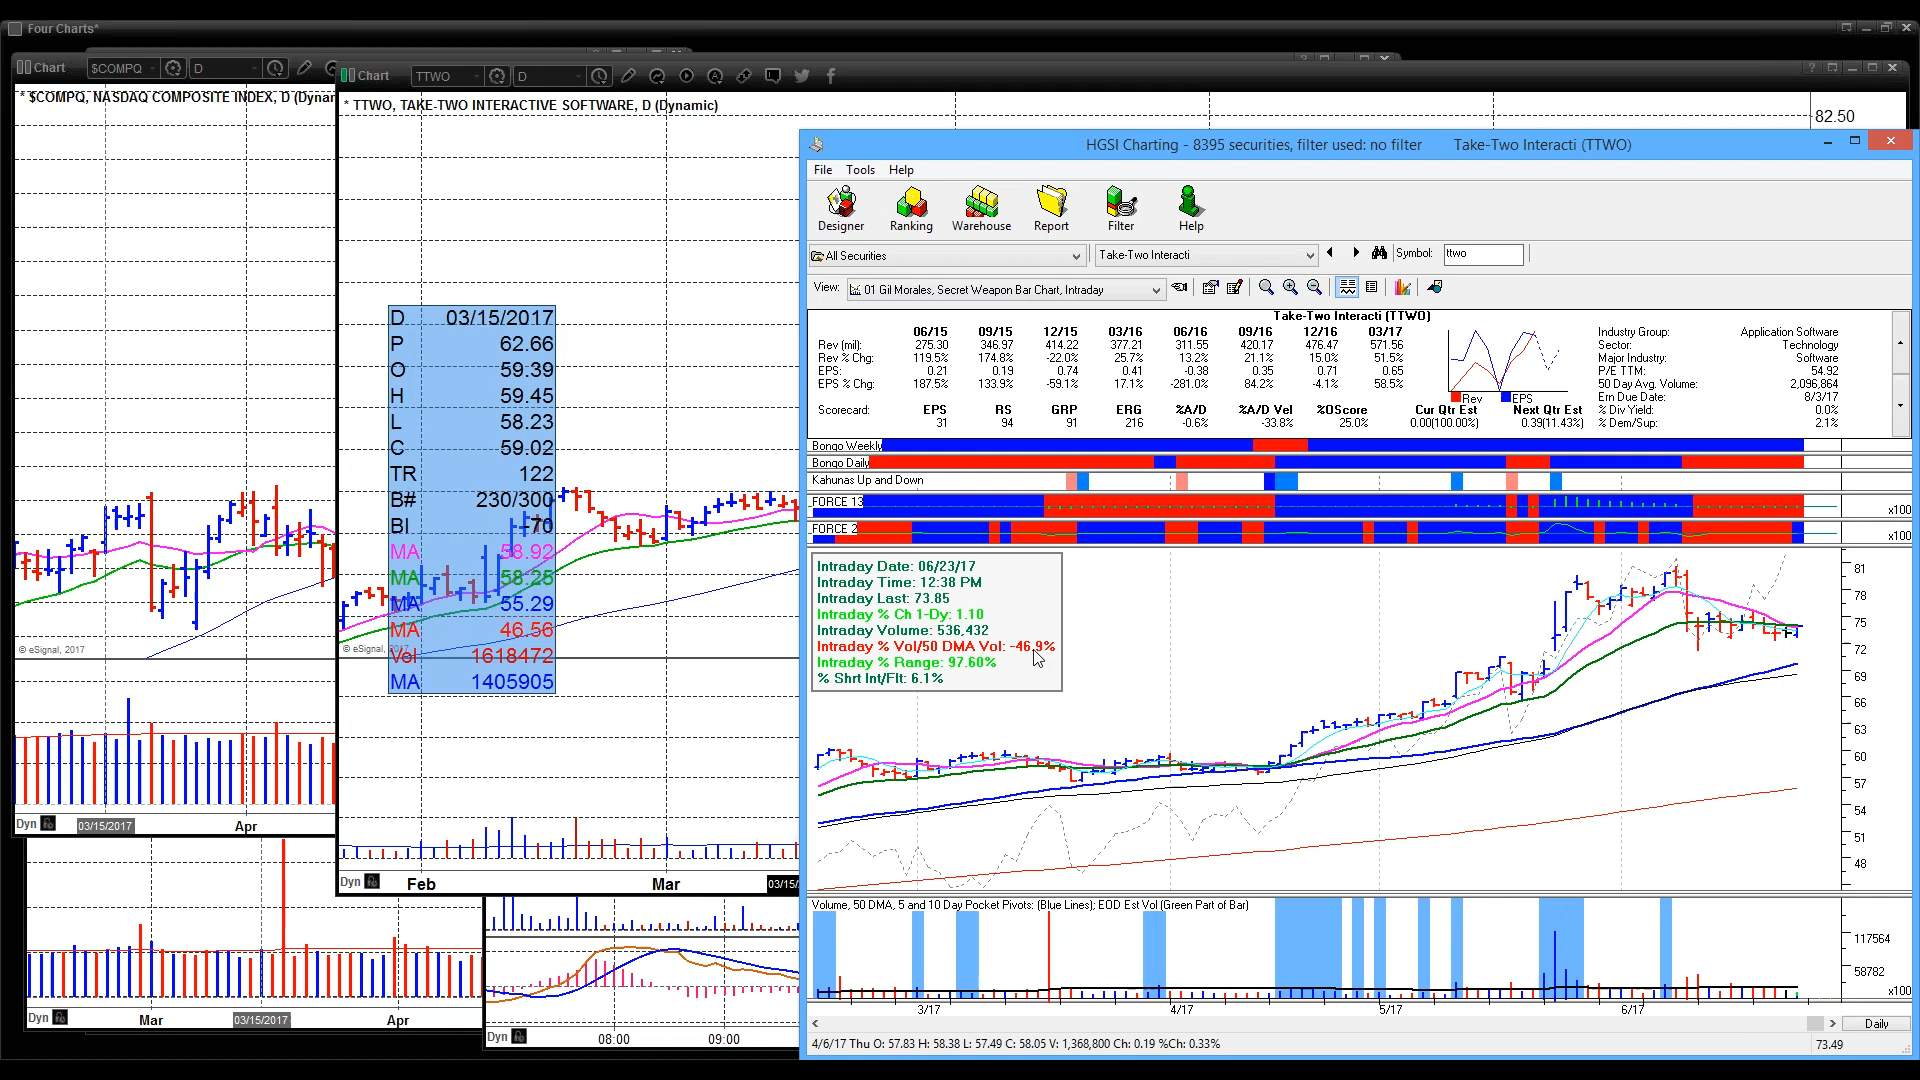 Four Charts*
Chart $COMPQ D
Chart TTWO D
* $COMPQ, NASDAQ COMPOSITE INDEX, D (Dynar
* TTWO, TAKE-TWO INTERACTIVE SOFTWARE, D (Dynamic)
82.50
HGSI Charting - 8395 securities, filter used: no filter Take-Two Interacti (TTWO)
File Tools Help
Designer Ranking Warehouse Report Filter Help
All Securities Take-Two Interacti Symbol: ttwo
View: 01 Gil Morales, Secret Weapon Bar Chart, Intraday
Take-Two Interacti (TTWO)
06/15 09/15 12/15 03/16 06/16 09/16 12/16 03/17
Rev (mil): 275.30 346.97 414.22 377.21 311.55 420.17 476.47 571.56
Rev % Chg: 119.5% 174.8% -22.0% 25.7% 13.2% 21.1% 15.0% 51.5%
EPS: 0.21 0.19 0.74 0.41 -0.38 0.35 0.71 0.65
EPS % Chg: 187.5% 133.9% -59.1% 17.1% -281.0% 84.2% -4.1% 58.5%
Rev EPS
Scorecard: EPS RS GRP ERG %A/D %A/D Vel %OScore Cur Qtr Est Next Qtr Est
31 94 91 216 -0.6% -33.8% 25.0% 0.00(100.00%) 0.39(11.43%)
Industry Group: Application Software
Sector: Technology
Major Industry: Software
P/E TTM: 54.92
50 Day Avg. Volume: 2,096,864
Ern Due Date: 8/3/17
% Div Yield: 0.0%
% Dem/Sup: 2.1%
Bongo Weekly
Bongo Daily
Kahunas Up and Down
FORCE 13
x100
FORCE 2
x100
D 03/15/2017
P 62.66
O 59.39
H 59.45
L 58.23
C 59.02
TR 122
B# 230/300
BI -70
MA 58.92
MA 58.25
MA 55.29
MA 46.56
Vol 1618472
MA 1405905
Intraday Date: 06/23/17
Intraday Time: 12:38 PM
Intraday Last: 73.85
Intraday % Ch 1-Dy: 1.10
Intraday Volume: 536,432
Intraday % Vol/50 DMA Vol: -46.9%
Intraday % Range: 97.60%
% Shrt Int/Flt: 6.1%
81
78
75
72
69
66
63
60
57
54
51
48
© eSignal, 2017
© eSignal, 2017
Dyn 03/15/2017 Apr
Dyn Feb Mar 03/15/
Dyn Mar 03/15/2017 Apr
Dyn 08:00 09:00
Volume, 50 DMA, 5 and 10 Day Pocket Pivots: (Blue Lines); EOD Est Vol (Green Part of Bar)
117564
58782
x100
3/17 4/17 5/17 6/17
Daily
4/6/17 Thu O: 57.83 H: 58.38 L: 57.49 C: 58.05 V: 1,368,800 Ch: 0.19 %Ch: 0.33%
73.49